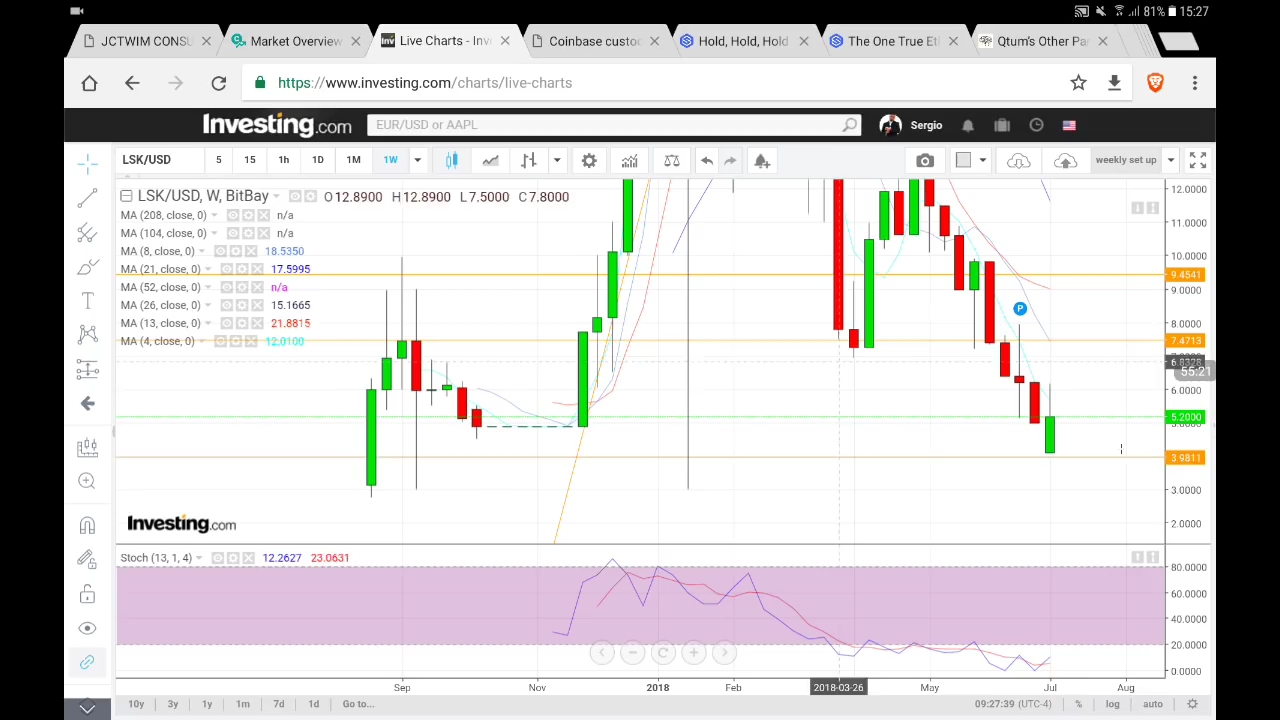 81% 15:27
JCTWIM CONSU
Market Overview
Live Charts - Inv
Coinbase custod
Hold, Hold, Hold
The One True Et
Qtum's Other Pa
https://www.investing.com/charts/live-charts
Investing.com
EUR/USD or AAPL
Sergio
LSK/USD 5 15 1h 1D 1M 1W weekly set up
LSK/USD, W, BitBay O12.8900 H12.8900 L7.5000 C7.8000
MA (208, close, 0) n/a
MA (104, close, 0) n/a
MA (8, close, 0) 18.5350
MA (21, close, 0) 17.5995
MA (52, close, 0) n/a
MA (26, close, 0) 15.1665
MA (13, close, 0) 21.8815
MA (4, close, 0) 12.0100
12.0000
11.0000
10.0000
9.4541
9.0000
P
8.0000
7.4713
55:21
6.0000
5.2000
3.9811
3.0000
2.0000
Investing.com
Stoch (13, 1, 4) 12.2627 23.0631
80.0000
60.0000
40.0000
20.0000
0.0000
Sep Nov 2018 Feb 2018-03-26 May Jul Aug
10y 3y 1y 1m 7d 1d Go to... 09:27:39 (UTC-4) % log auto